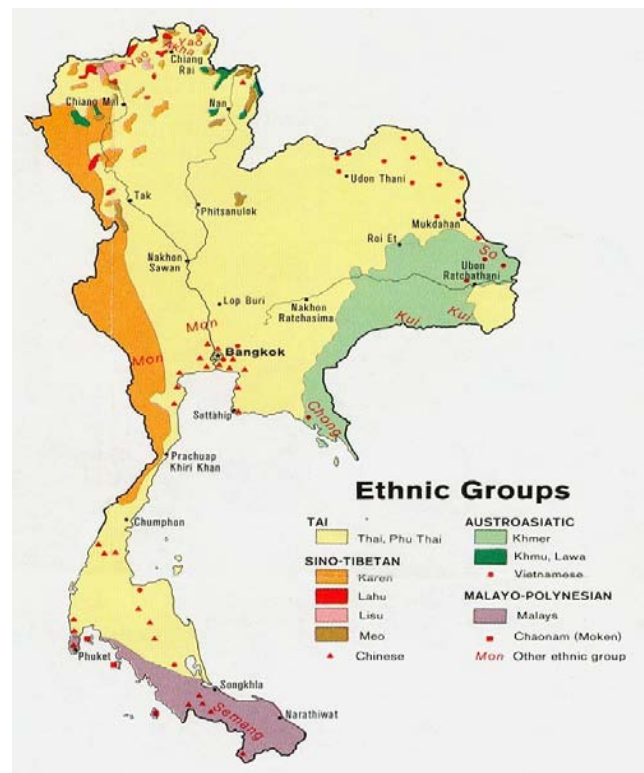 Yao
Akha
Yao
Chiang
Rai
Chiang Mai
Nan
Udon Thani
Tak
Phitsanulok
Mukdahan
Roi Et
So
Ubon
Ratchathani
Nakhon
Sawan
Lop Buri
Nakhon
Ratchasima
Kui
Kui
Mon
Mon
Bangkok
Sattahip
Chong
Prachuap
Khiri Khan
Chumphon
Phuket
Songkhla
Semang
Narathiwat
Ethnic Groups
TAI
Thai, Phu Thai
SINO-TIBETAN
Karen
Lahu
Lisu
Meo
Chinese
AUSTROASIATIC
Khmer
Khmu, Lawa
Vietnamese
MALAYO-POLYNESIAN
Malays
Chaonam (Moken)
Mon Other ethnic group